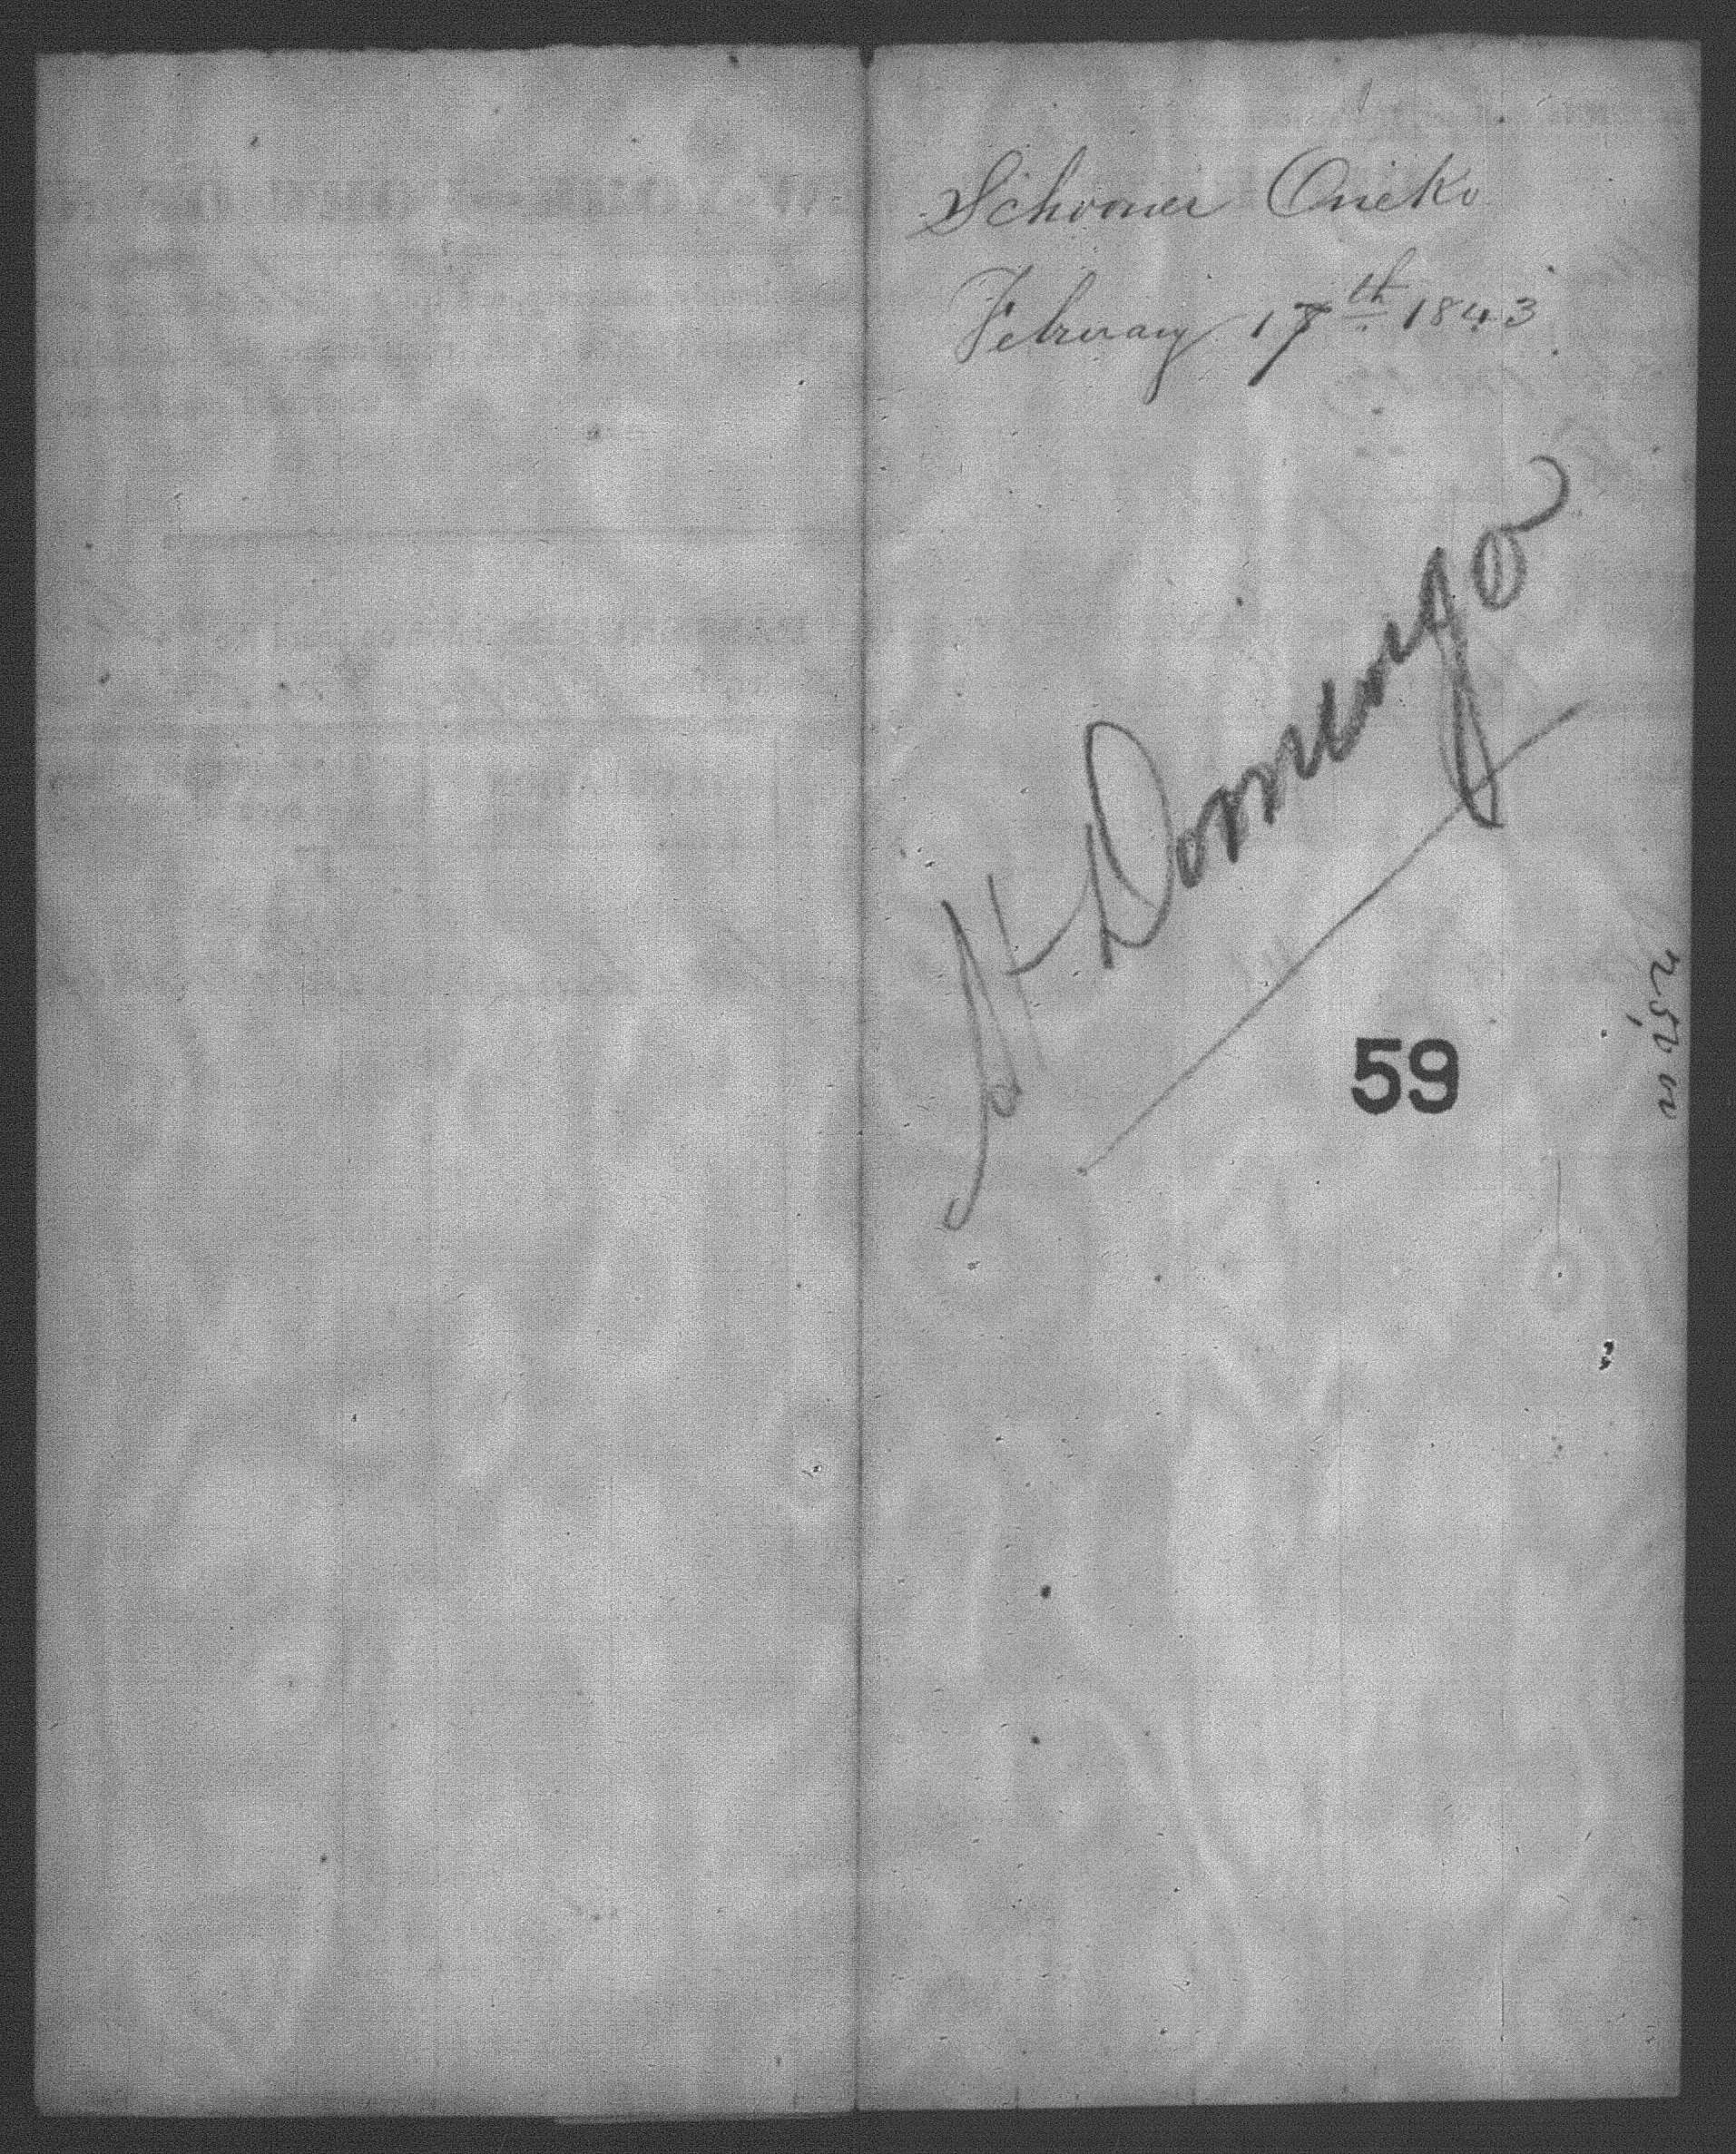 Schooner Oneko
February 17th 1843
St Domingo
59